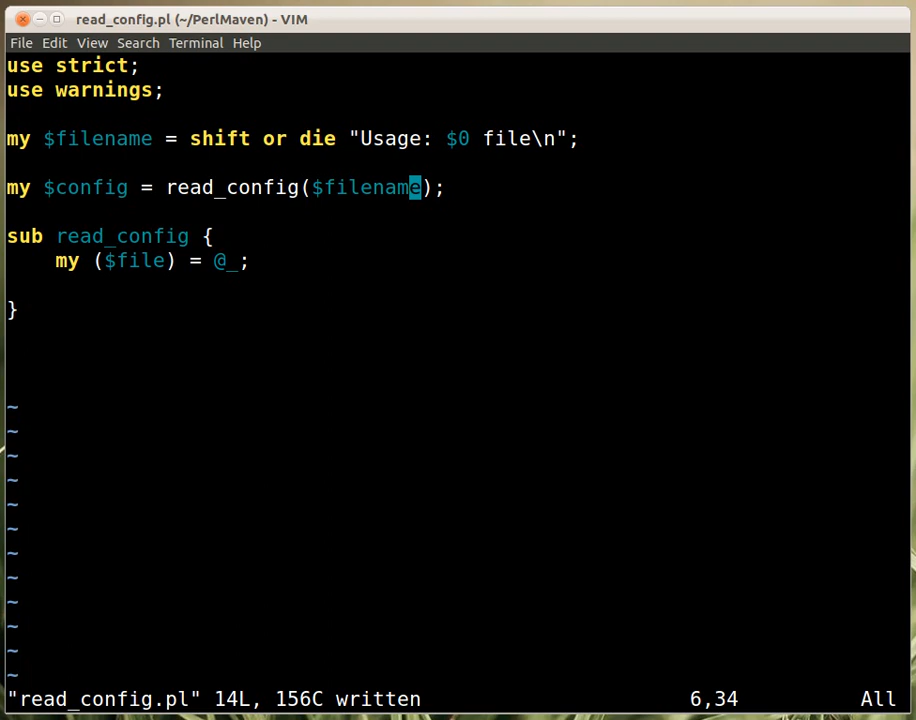 read_config.pl (~/PerlMaven) - VIM
File Edit View Search Terminal Help
use strict;
use warnings;
my $filename = shift or die "Usage: $0 file\n";
my $config = read_config($filename);
sub read_config {
    my ($file) = @_;
}
~
~
~
~
~
~
~
~
~
~
~
~
"read_config.pl" 14L, 156C written 6,34 All